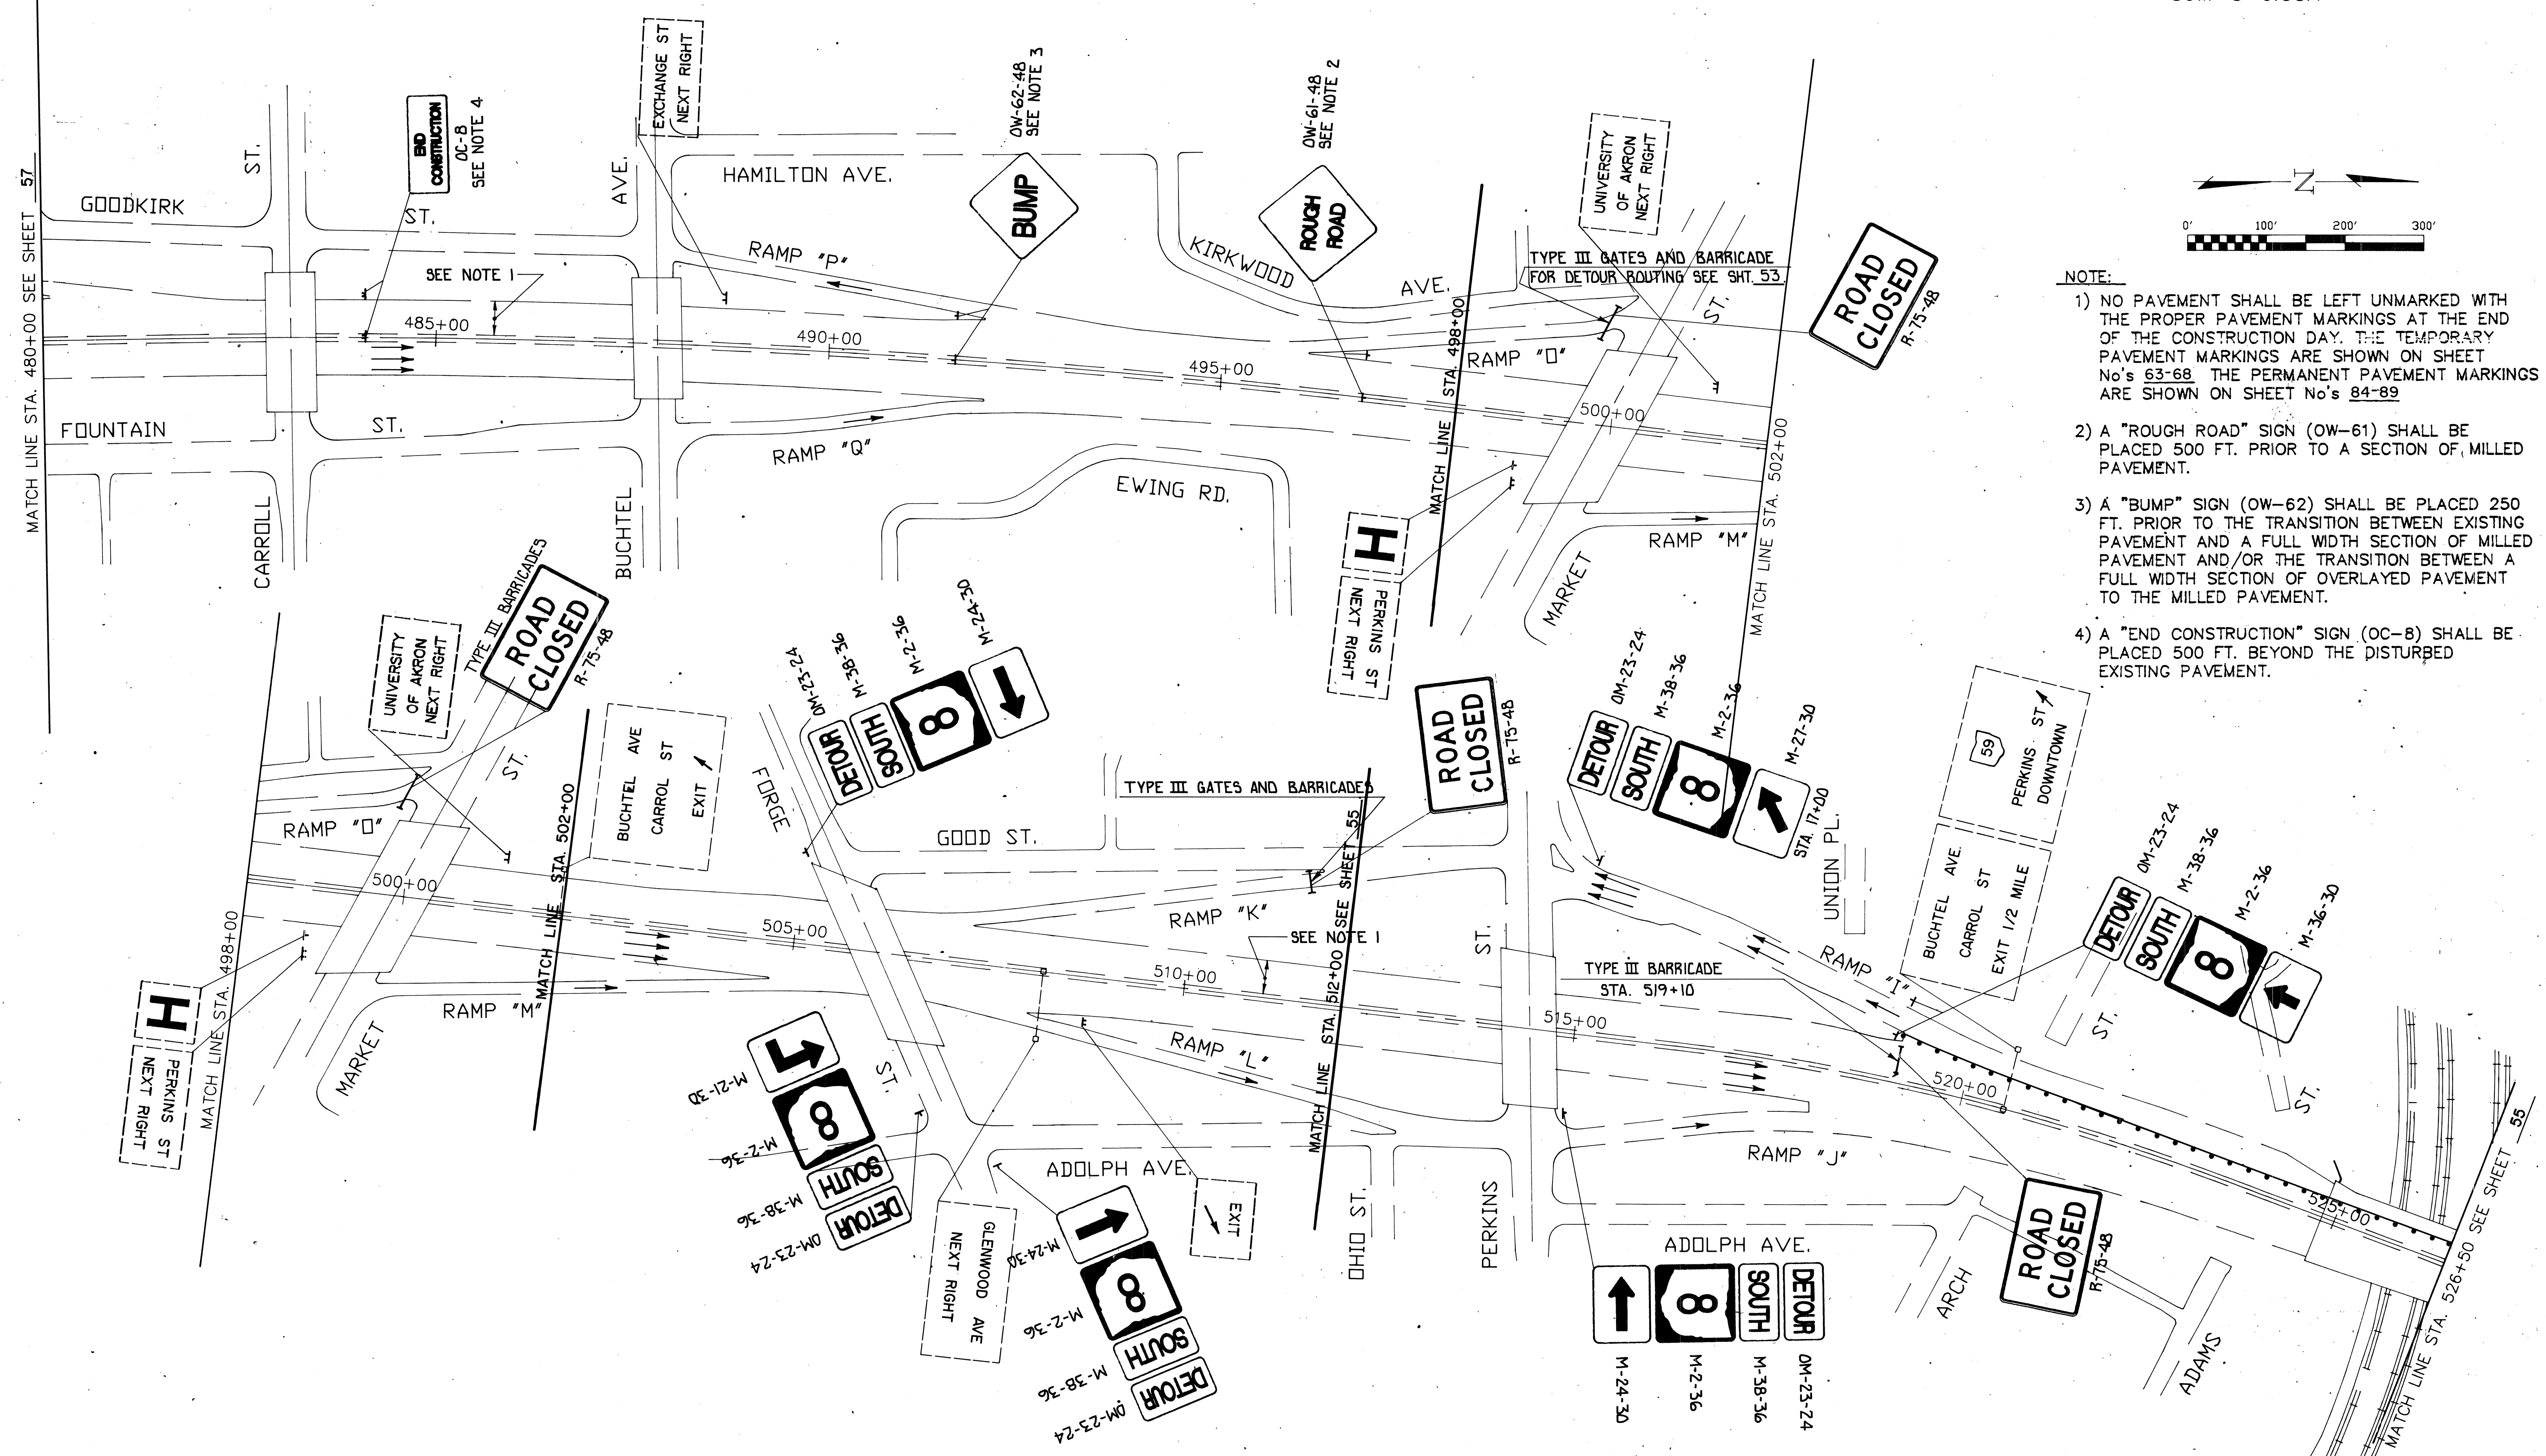 MATCH LINE STA. 480+00 SEE SHEET 57
GOODKIRK
ST.
ST.
END
CONSTRUCTION
OC-8
SEE NOTE 4
SEE NOTE 1
485+00
FOUNTAIN
ST.
CARROLL
AVE.
BUCHTEL
EXCHANGE ST
NEXT RIGHT
HAMILTON AVE.
RAMP "P"
490+00
RAMP "Q"
OW-62-48
SEE NOTE 3
BUMP
OW-61-48
SEE NOTE 2
ROUGH
ROAD
KIRKWOOD
AVE.
495+00
EWING RD.
MATCH LINE STA. 498+00
UNIVERSITY
OF AKRON
NEXT RIGHT
TYPE III GATES AND BARRICADE
FOR DETOUR ROUTING SEE SHT. 53
RAMP "O"
ST.
500+00
H
PERKINS ST
NEXT RIGHT
MARKET
RAMP "M"
MATCH LINE STA. 502+00
ROAD
CLOSED
R-75-48
N
0' 100' 200' 300'
NOTE:
1) NO PAVEMENT SHALL BE LEFT UNMARKED WITH
THE PROPER PAVEMENT MARKINGS AT THE END
OF THE CONSTRUCTION DAY. THE TEMPORARY
PAVEMENT MARKINGS ARE SHOWN ON SHEET
No's 63-68 THE PERMANENT PAVEMENT MARKINGS
ARE SHOWN ON SHEET No's 84-89
2) A "ROUGH ROAD" SIGN (OW-61) SHALL BE
PLACED 500 FT. PRIOR TO A SECTION OF MILLED
PAVEMENT.
3) A "BUMP" SIGN (OW-62) SHALL BE PLACED 250
FT. PRIOR TO THE TRANSITION BETWEEN EXISTING
PAVEMENT AND A FULL WIDTH SECTION OF MILLED
PAVEMENT AND/OR THE TRANSITION BETWEEN A
FULL WIDTH SECTION OF OVERLAYED PAVEMENT
TO THE MILLED PAVEMENT.
4) A "END CONSTRUCTION" SIGN (OC-8) SHALL BE
PLACED 500 FT. BEYOND THE DISTURBED
EXISTING PAVEMENT.
MATCH LINE STA. 498+00
UNIVERSITY
OF AKRON
NEXT RIGHT
TYPE III BARRICADES
ROAD
CLOSED
R-75-48
RAMP "O"
ST.
500+00
H
PERKINS ST
NEXT RIGHT
MARKET
RAMP "M"
MATCH LINE STA. 502+00
BUCHTEL AVE
CARROL ST
EXIT
FORGE
ST.
505+00
DETOUR
SOUTH
8
OM-23-24
M-38-36
M-2-36
M-24-30
GOOD ST.
TYPE III GATES AND BARRICADES
ROAD
CLOSED
R-75-48
RAMP "K"
SEE NOTE 1
510+00
RAMP "L"
MATCH LINE STA. 512+00 SEE SHEET 55
M-21-30
M-2-36
M-38-36
OM-23-24
8
SOUTH
DETOUR
GLENWOOD AVE
NEXT RIGHT
ADOLPH AVE.
M-24-30
M-2-36
M-38-36
OM-23-24
8
SOUTH
DETOUR
EXIT
OHIO ST.
PERKINS
ST.
515+00
DETOUR
SOUTH
8
OM-23-24
M-38-36
M-2-36
M-27-30
STA. 17+00
UNION PL.
TYPE III BARRICADE
STA. 519+10
RAMP "I"
59
PERKINS ST
DOWNTOWN
BUCHTEL AVE.
CARROL ST
EXIT 1/2 MILE
DETOUR
SOUTH
8
OM-23-24
M-38-36
M-2-36
M-36-30
ST.
ST.
520+00
RAMP "J"
ADOLPH AVE.
8
SOUTH
DETOUR
M-24-30
M-2-36
M-38-36
OM-23-24
ARCH
ROAD
CLOSED
R-75-48
ADAMS
525+00
MATCH LINE STA. 526+50 SEE SHEET 55